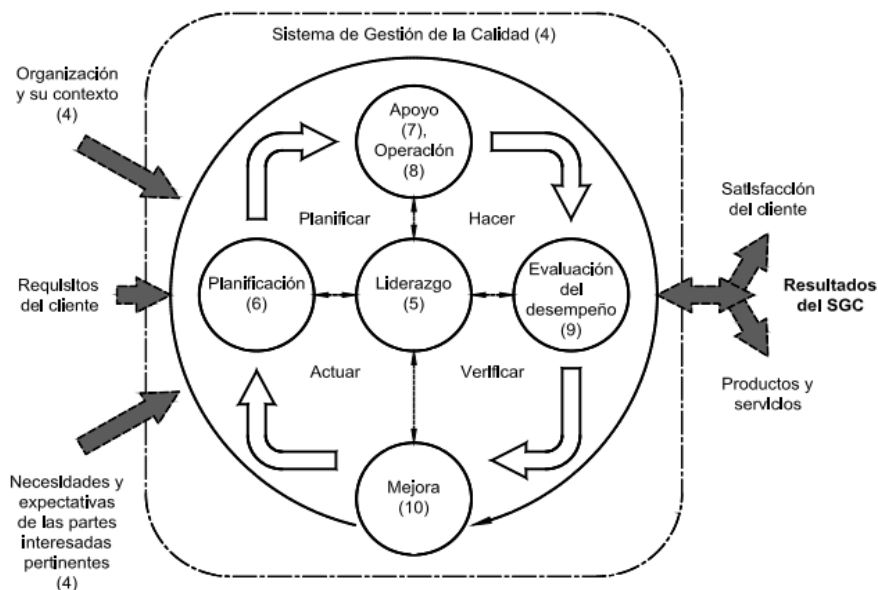 Sistema de Gestión de la Calidad (4)
Organización
y su contexto
(4)
Apoyo
(7),
Operación
(8)
Planificar
Hacer
Satisfacción
del cliente
Requisitos
del cliente
Planificación
(6)
Liderazgo
(5)
Evaluación
del
desempeño
(9)
Resultados
del SGC
Actuar
Verificar
Productos y
servicios
Necesidades y
expectativas
de las partes
interesadas
pertinentes
(4)
Mejora
(10)